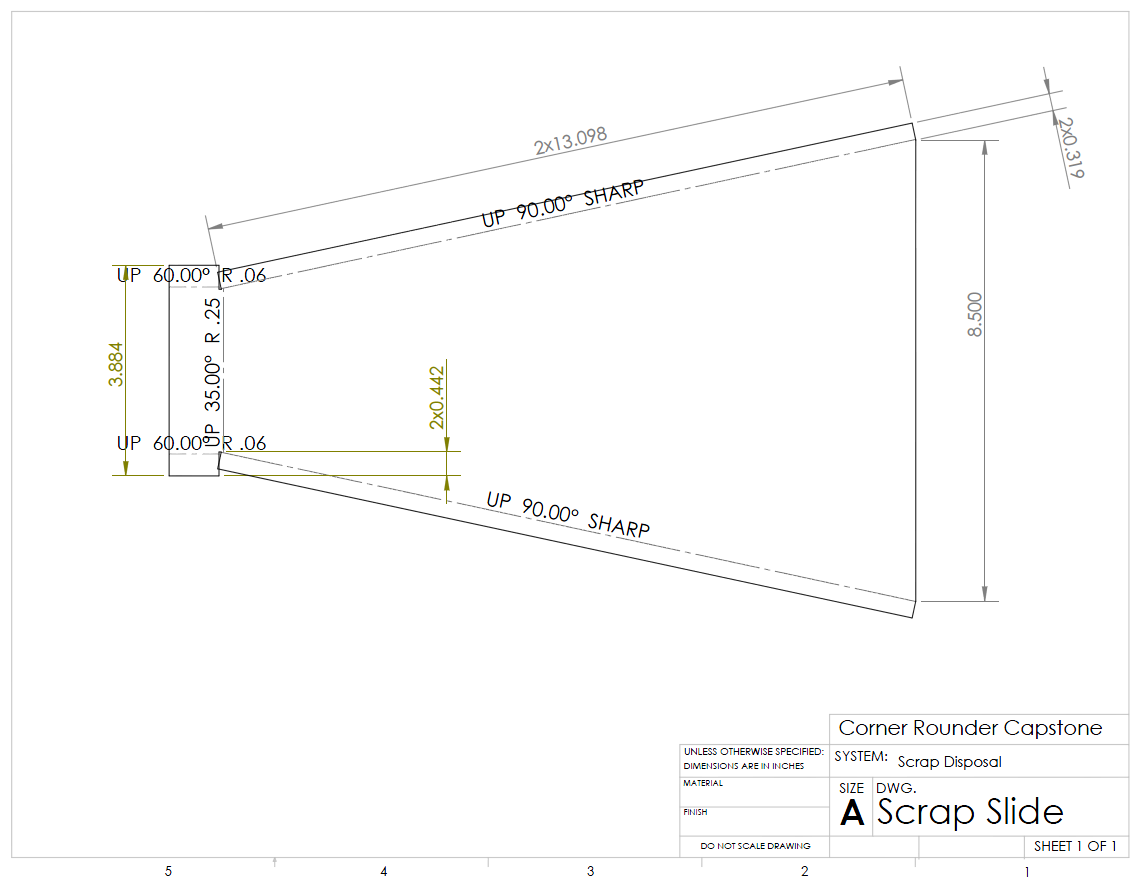 2x13.098
2x0.319
UP 90.00° SHARP
UP 60.00° R .06
UP 35.00° R .25
8.500
3.884
2x0.442
UP 60.00° R .06
UP 90.00° SHARP
Corner Rounder Capstone
UNLESS OTHERWISE SPECIFIED:
DIMENSIONS ARE IN INCHES
SYSTEM: Scrap Disposal
MATERIAL
SIZE
A
DWG.
Scrap Slide
FINISH
DO NOT SCALE DRAWING
SHEET 1 OF 1
5 4 3 2 1